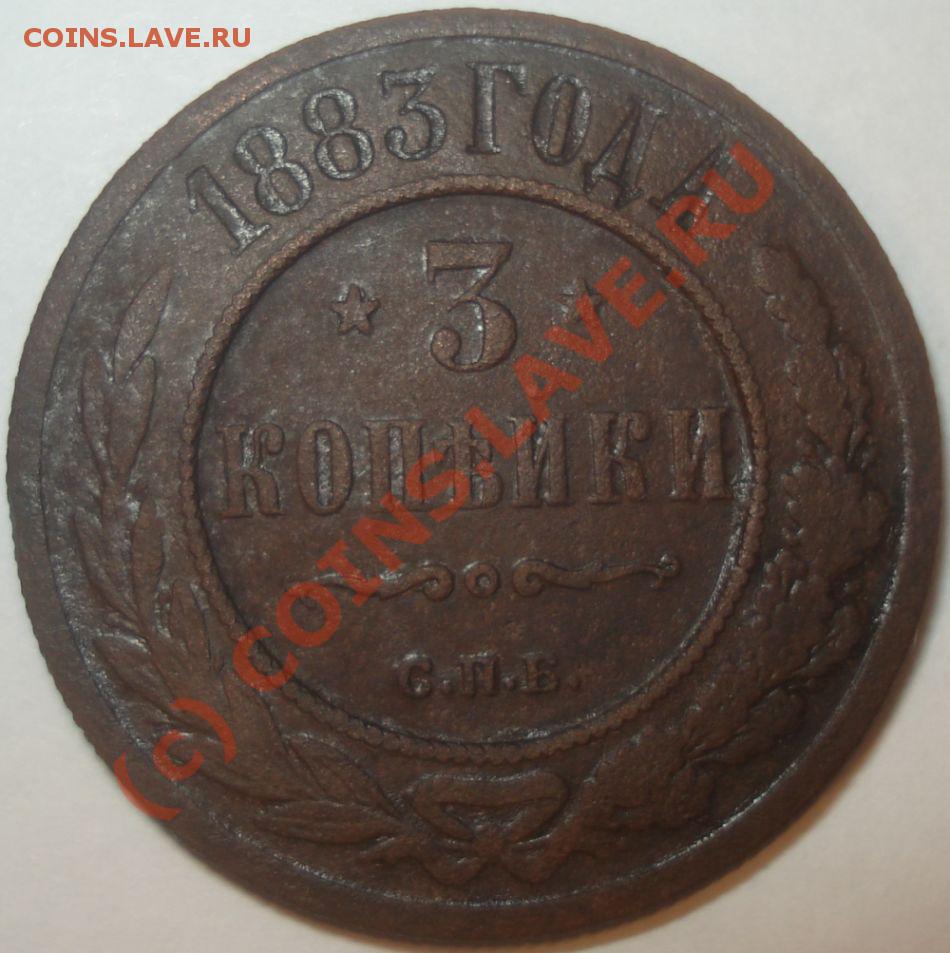 COINS.LAVE.RU
1883 ГОДА
3
КОПѢЙКИ
С.П.Б.
(c) COINS.LAVE.RU